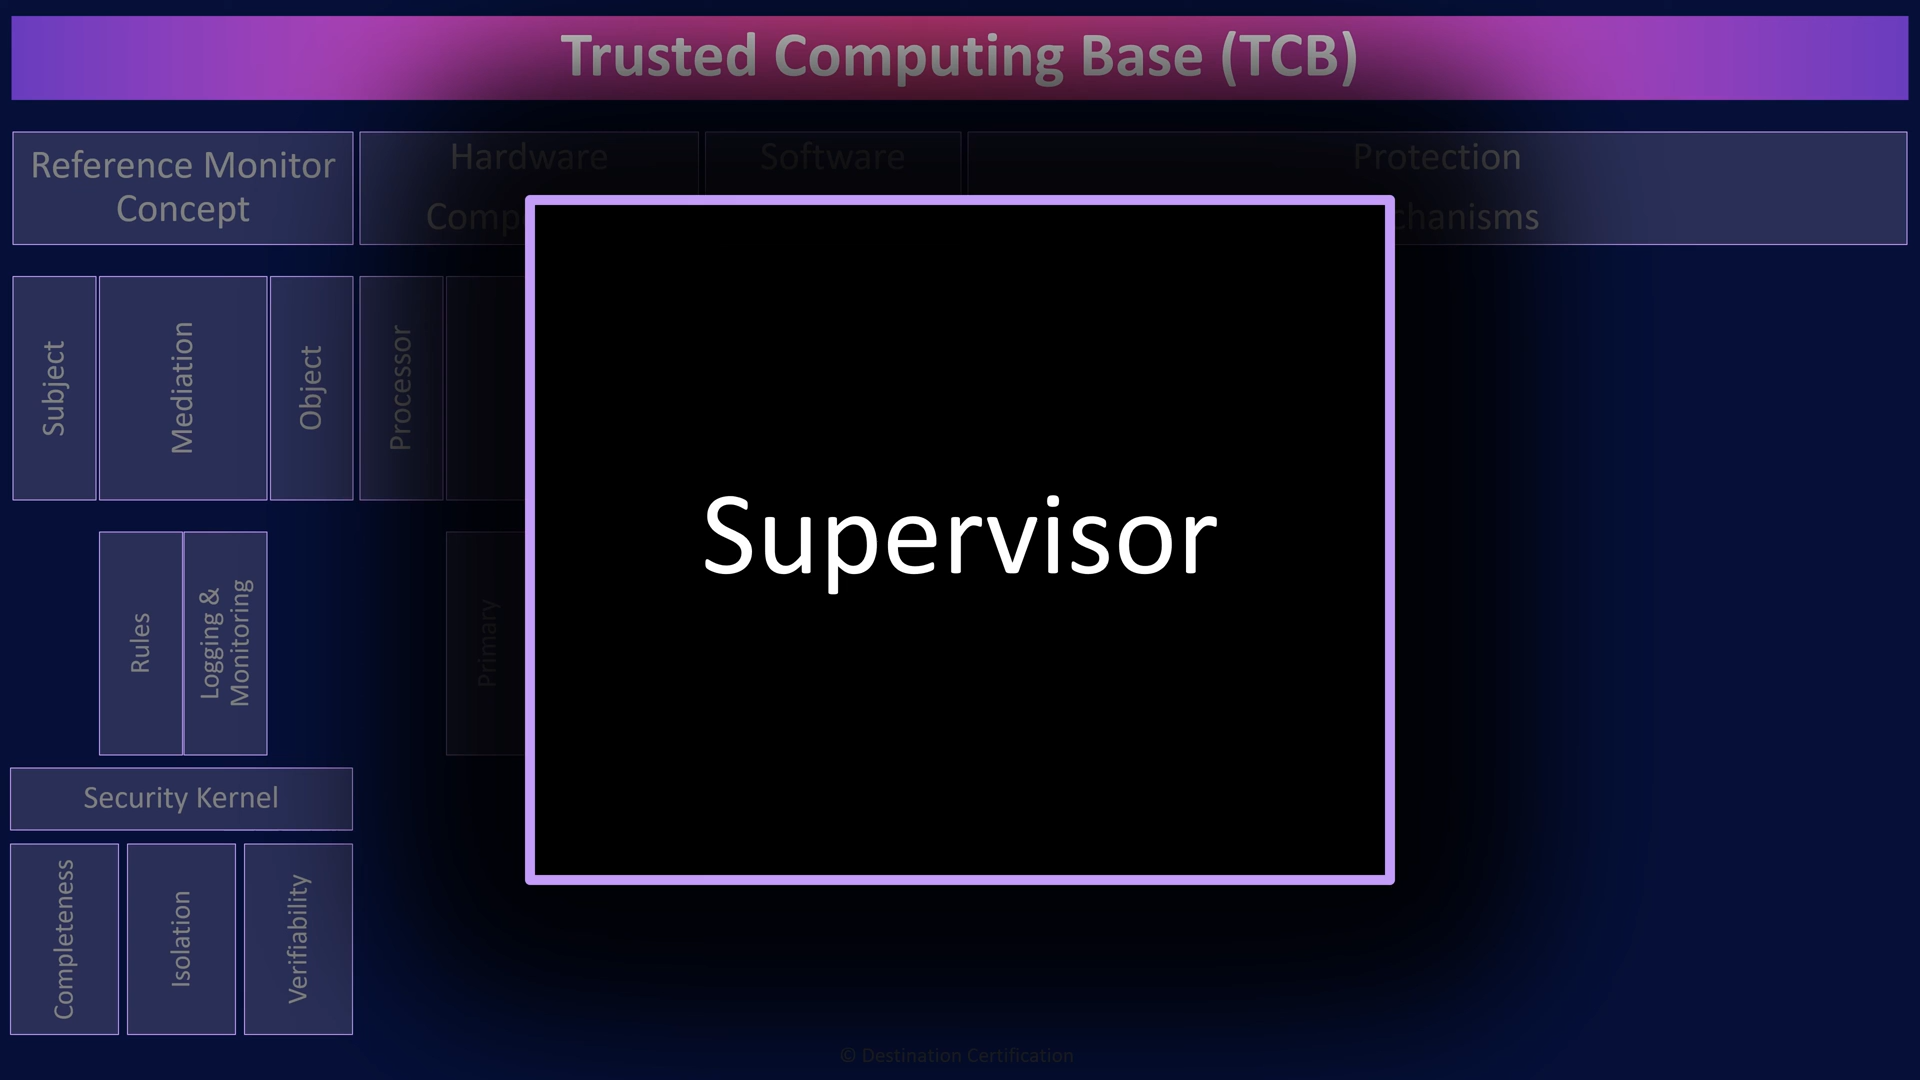 Trusted Computing Base (TCB)
Reference Monitor
Concept
Hardware
Comp
Software
Protection
chanisms
Subject
Mediation
Object
Processor
Supervisor
Rules
Logging &
Monitoring
Primary
Security Kernel
Completeness
Isolation
Verifiability
© Destination Certification